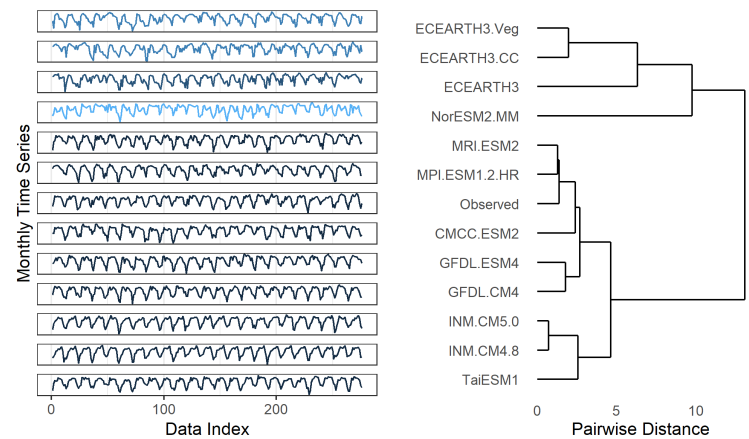 Monthly Time Series
0
100
200
Data Index
ECEARTH3.Veg
ECEARTH3.CC
ECEARTH3
NorESM2.MM
MRI.ESM2
MPI.ESM1.2.HR
Observed
CMCC.ESM2
GFDL.ESM4
GFDL.CM4
INM.CM5.0
INM.CM4.8
TaiESM1
0
5
10
Pairwise Distance